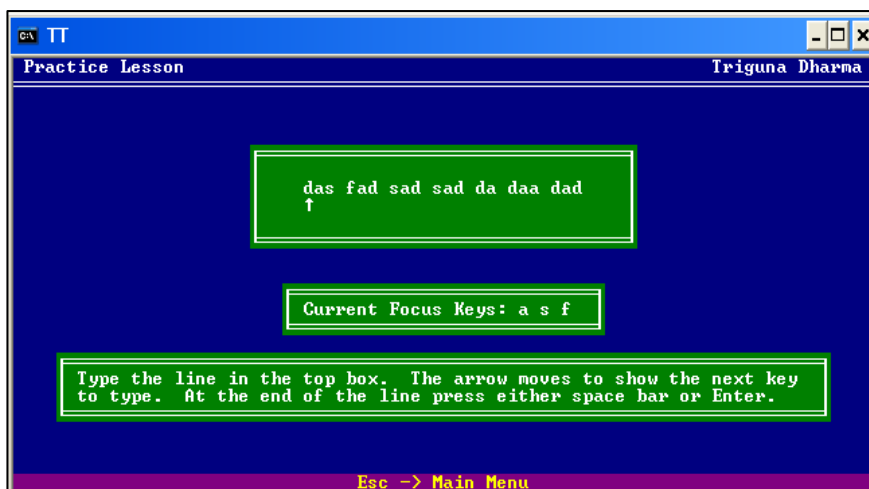 C:\ TT
Practice Lesson Triguna Dharma
das fad sad sad da daa dad
↑
Current Focus Keys: a s f
Type the line in the top box. The arrow moves to show the next key
to type. At the end of the line press either space bar or Enter.
Esc -> Main Menu